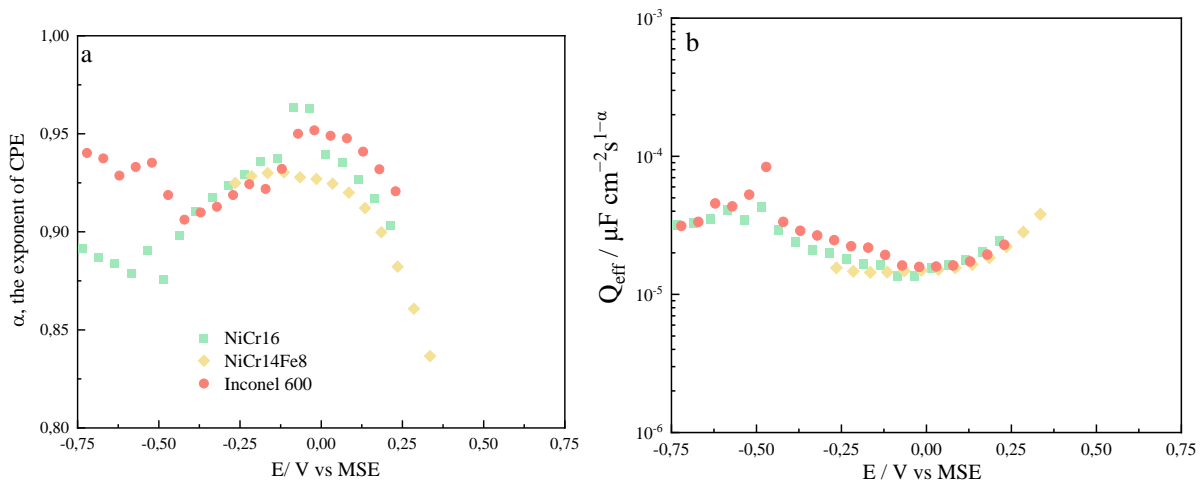 a
1,00
0,95
0,90
0,85
0,80
α, the exponent of CPE
NiCr16
NiCr14Fe8
Inconel 600
-0,75 -0,50 -0,25 0,00 0,25 0,50 0,75
E/ V vs MSE
b
10⁻³
10⁻⁴
10⁻⁵
10⁻⁶
Q_eff / µF cm⁻²s¹⁻ᵅ
-0,75 -0,50 -0,25 0,00 0,25 0,50 0,75
E / V vs MSE